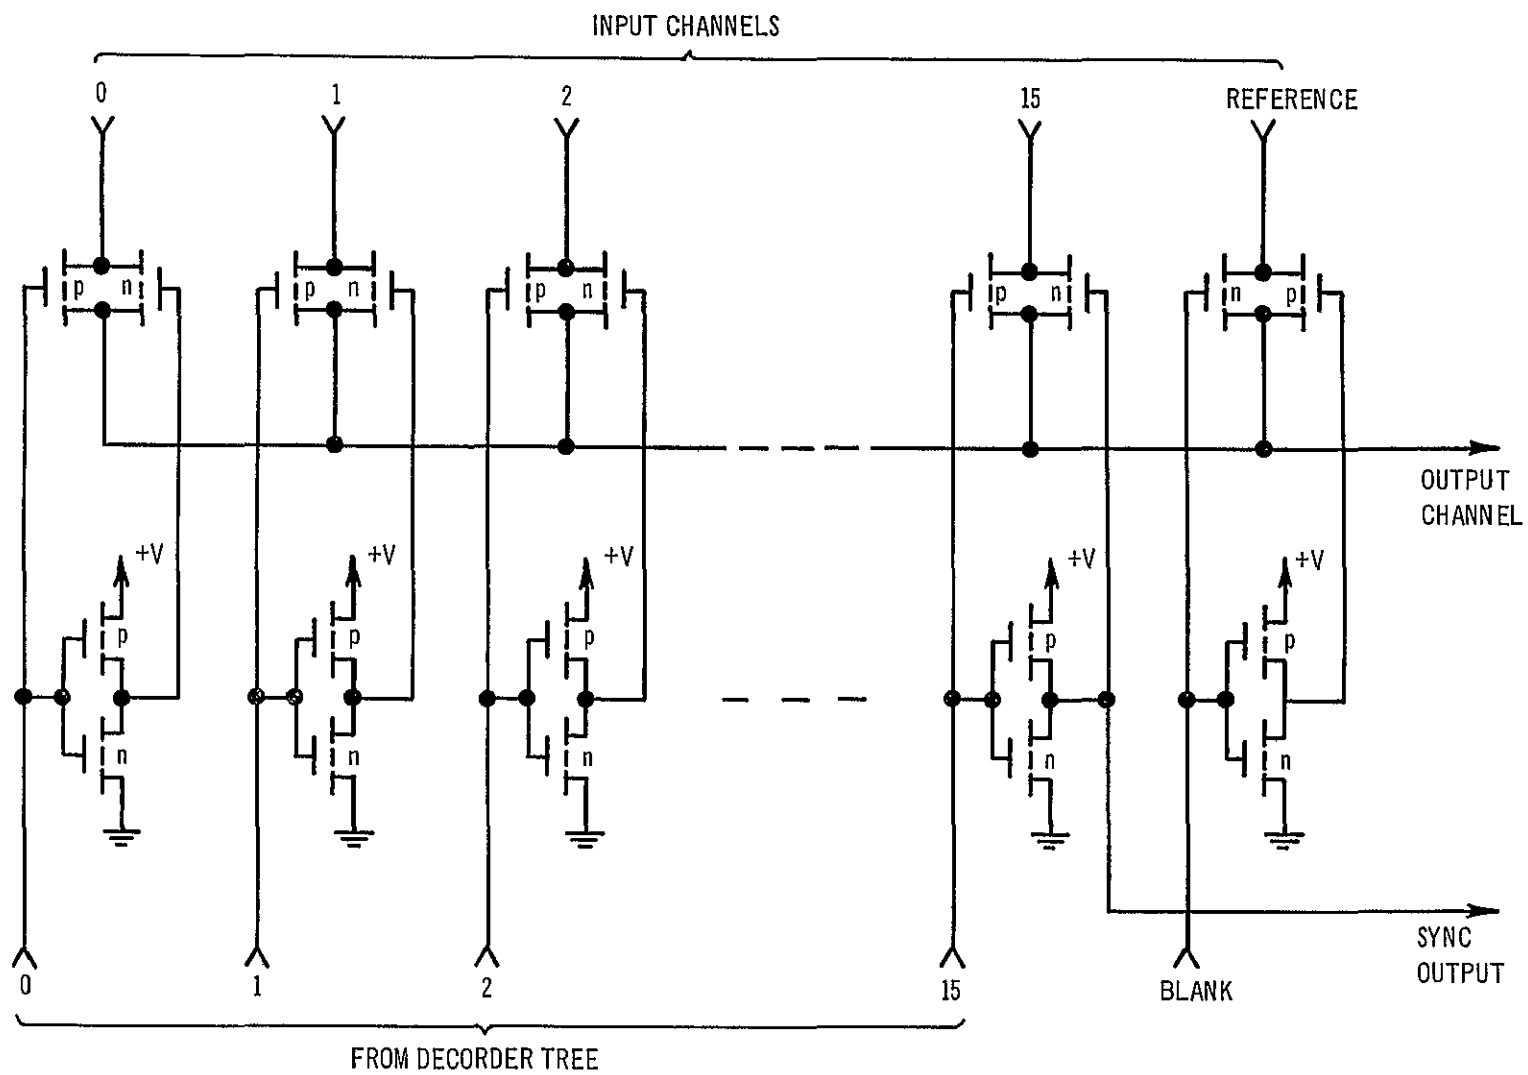 INPUT CHANNELS
0 1 2 15 REFERENCE
p n p n p n p n n p
OUTPUT
CHANNEL
+V +V +V +V +V
p p p p p
n n n n n
SYNC
OUTPUT
0 1 2 15 BLANK
FROM DECORDER TREE